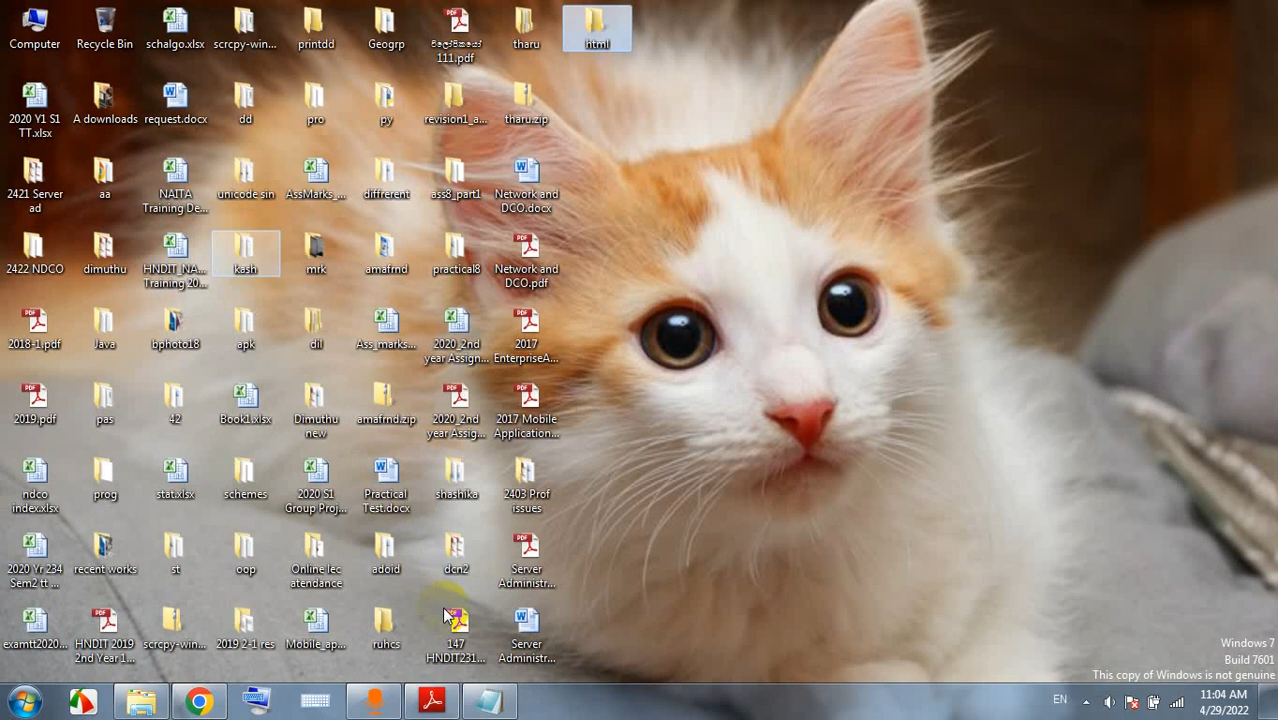 Computer
Recycle Bin
schalgo.xlsx
scrcpy-win...
printdd
Geogrp
111.pdf
tharu
html
2020 Y1 S1
TT.xlsx
A downloads
request.docx
dd
pro
py
revision1_a...
tharu.zip
2421 Server
ad
aa
NAITA
Training De...
unicode sin
AssMarks_...
diffrerent
ass8_part1
Network and
DCO.docx
2422 NDCO
dimuthu
HNDIT_NA...
Training 20...
kash
mrk
amafrnd
practical8
Network and
DCO.pdf
2018-1.pdf
Java
bphoto18
apk
dil
Ass_marks...
2020_2nd
year Assign...
2017
EnterpriseA...
2019.pdf
pas
42
Book1.xlsx
Dimuthu
new
amafrnd.zip
2020_2nd
year Assig...
2017 Mobile
Application...
ndco
index.xlsx
prog
stat.xlsx
schemes
2020 S1
Group Proj...
Practical
Test.docx
shashika
2403 Prof
issues
2020 Yr 234
Sem2 tt ...
recent works
st
oop
Online lec
atendance
adoid
dcn2
Server
Administr...
examtt2020...
HNDIT 2019
2nd Year 1...
scrcpy-win...
2019 2-1 res
Mobile_ap...
ruhcs
147
HNDIT231...
Server
Administr...
Windows 7
Build 7601
This copy of Windows is not genuine
EN
11:04 AM
4/29/2022